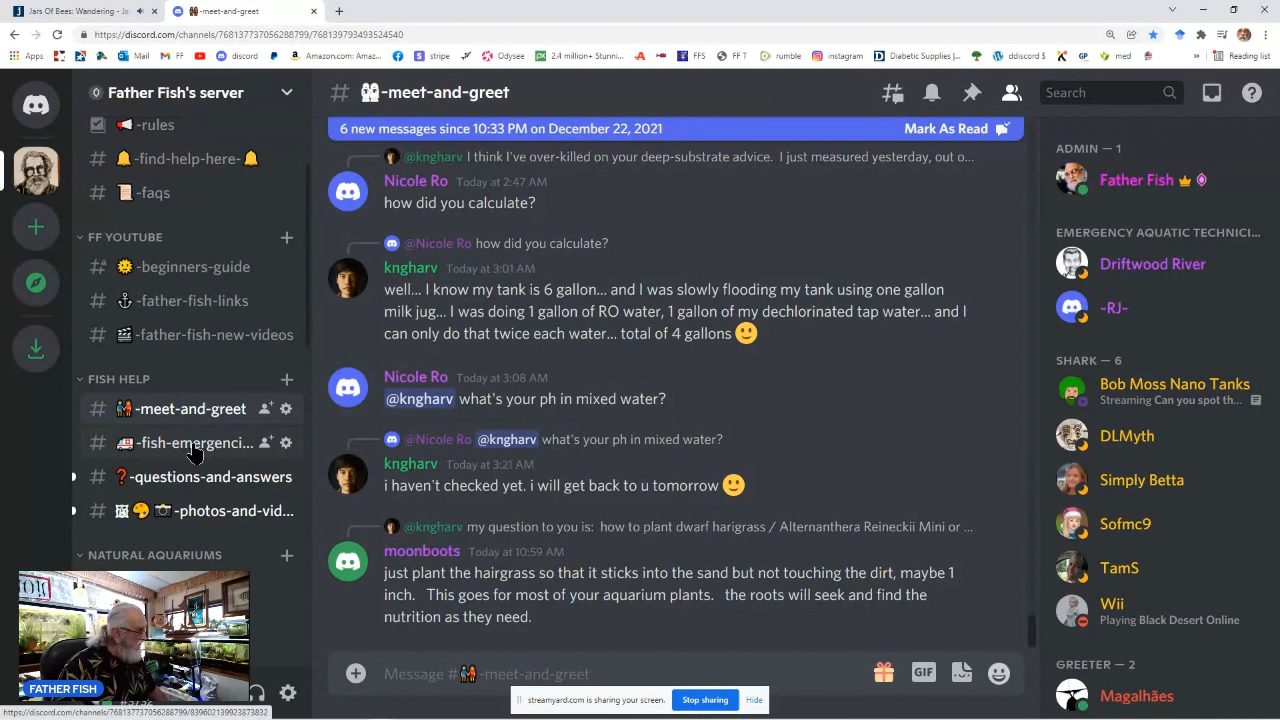 Jars Of Bees: Wandering - Ja
-meet-and-greet
https://discord.com/channels/768137737056288799/768139793493524540
Apps
Mail
FF
discord
Amazon.com: Amaz...
stripe
Odysee
2.4 million+ Stunni...
FFS
FF T
rumble
instagram
Diabetic Supplies |...
ddiscord $
GP
med
»
Reading list
Father Fish's server
-rules
-find-help-here-
-faqs
FF YOUTUBE
-beginners-guide
-father-fish-links
-father-fish-new-videos
FISH HELP
-meet-and-greet
-fish-emergenci...
-questions-and-answers
-photos-and-vid...
NATURAL AQUARIUMS
FATHER FISH
https://discord.com/channels/768137737056288799/839602139923873832
# -meet-and-greet
Search
6 new messages since 10:33 PM on December 22, 2021
Mark As Read
@kngharv I think I've over-killed on your deep-substrate advice. I just measured yesterday, out o...
Nicole Ro Today at 2:47 AM
how did you calculate?
@Nicole Ro how did you calculate?
kngharv Today at 3:01 AM
well... I know my tank is 6 gallon... and I was slowly flooding my tank using one gallon
milk jug... I was doing 1 gallon of RO water, 1 gallon of my dechlorinated tap water... and I
can only do that twice each water... total of 4 gallons
Nicole Ro Today at 3:08 AM
@kngharv what's your ph in mixed water?
@Nicole Ro @kngharv what's your ph in mixed water?
kngharv Today at 3:21 AM
i haven't checked yet. i will get back to u tomorrow
@kngharv my question to you is: how to plant dwarf harigrass / Alternanthera Reineckii Mini or ...
moonboots Today at 10:59 AM
just plant the hairgrass so that it sticks into the sand but not touching the dirt, maybe 1
inch. This goes for most of your aquarium plants. the roots will seek and find the
nutrition as they need.
Message # -meet-and-greet
GIF
streamyard.com is sharing your screen.
Stop sharing
Hide
ADMIN — 1
Father Fish
EMERGENCY AQUATIC TECHNICI...
Driftwood River
~RJ~
SHARK — 6
Bob Moss Nano Tanks
Streaming Can you spot th...
DLMyth
Simply Betta
Sofmc9
TamS
Wii
Playing Black Desert Online
GREETER — 2
Magalhães